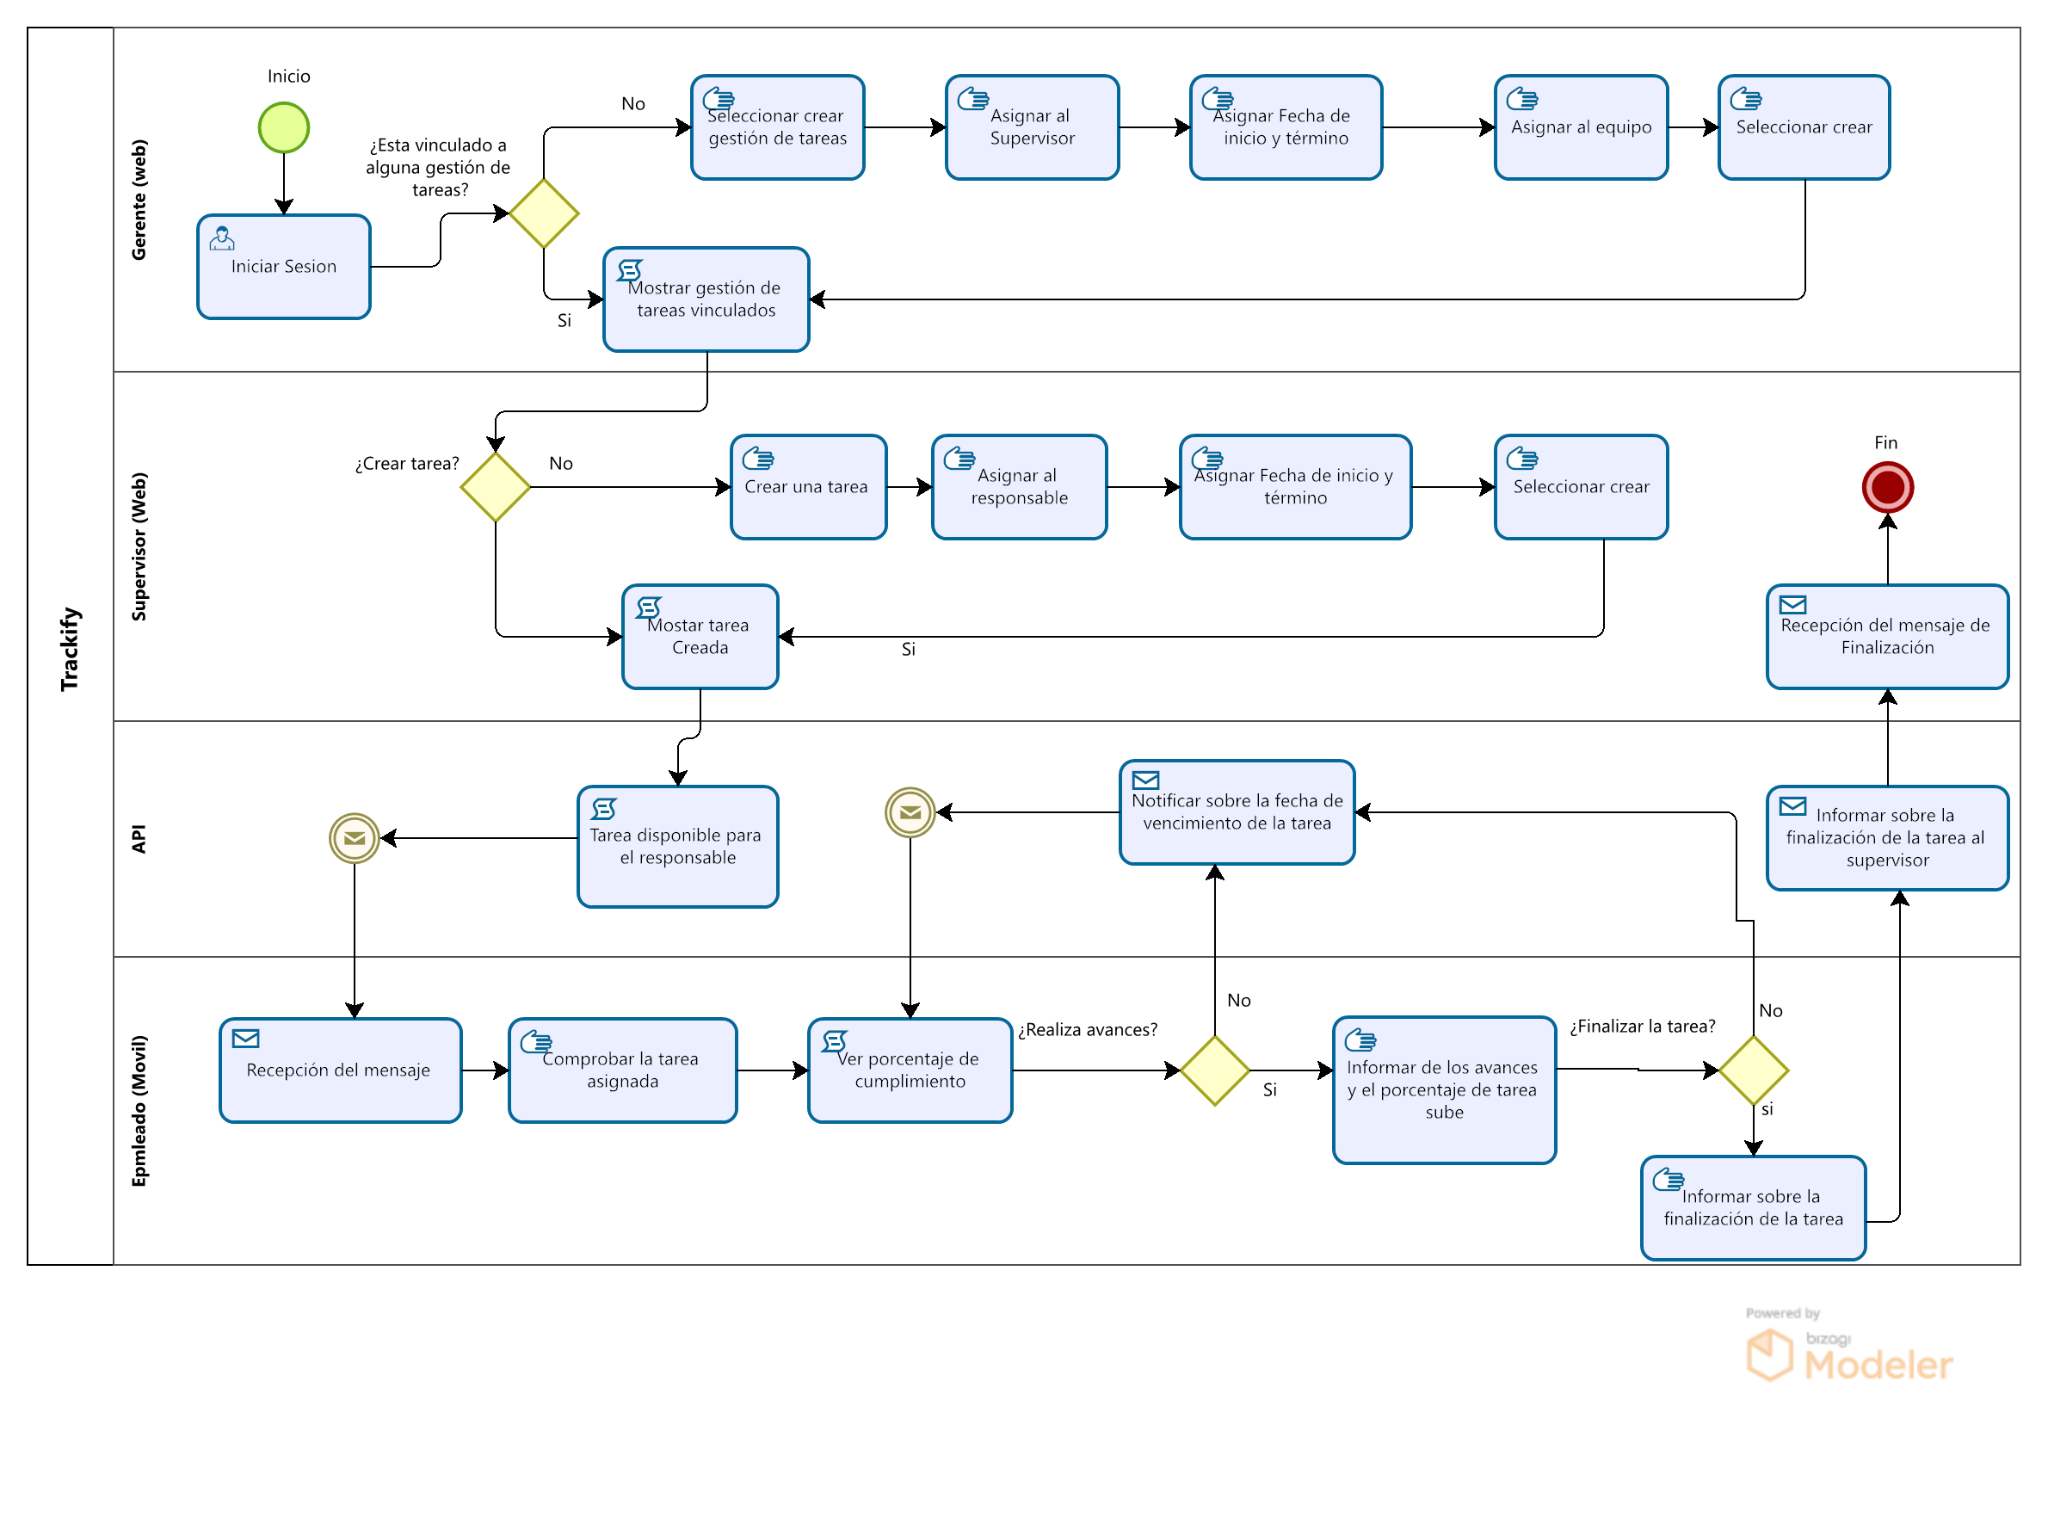 Trackify
Gerente (web)
Inicio
Iniciar Sesion
¿Esta vinculado a
alguna gestión de
tareas?
No
Si
Seleccionar crear
gestión de tareas
Asignar al
Supervisor
Asignar Fecha de
inicio y término
Asignar al equipo
Seleccionar crear
Mostrar gestión de
tareas vinculados
Supervisor (Web)
¿Crear tarea?
No
Crear una tarea
Asignar al
responsable
Asignar Fecha de inicio y
término
Seleccionar crear
Mostar tarea
Creada
Si
Fin
Recepción del mensaje de
Finalización
API
Tarea disponible para
el responsable
Notificar sobre la fecha de
vencimiento de la tarea
Informar sobre la
finalización de la tarea al
supervisor
Epmleado (Movil)
Recepción del mensaje
Comprobar la tarea
asignada
Ver porcentaje de
cumplimiento
¿Realiza avances?
No
Si
Informar de los avances
y el porcentaje de tarea
sube
¿Finalizar la tarea?
No
si
Informar sobre la
finalización de la tarea
Powered by
bizagi
Modeler